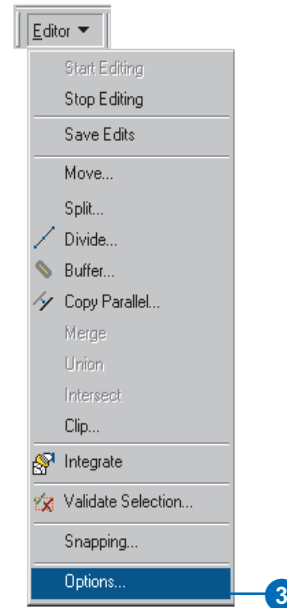 Editor
Start Editing
Stop Editing
Save Edits
Move...
Split...
Divide...
Buffer...
Copy Parallel...
Merge
Union
Intersect
Clip...
Integrate
Validate Selection...
Snapping...
Options...
3